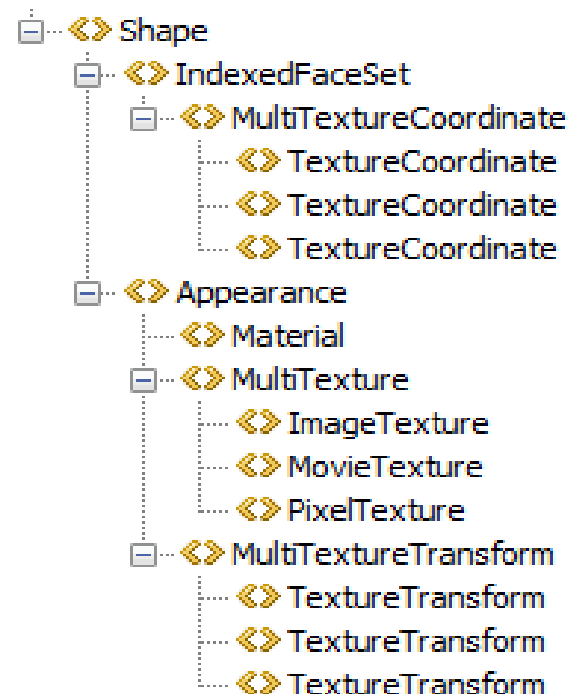 Shape
IndexedFaceSet
MultiTextureCoordinate
TextureCoordinate
TextureCoordinate
TextureCoordinate
Appearance
Material
MultiTexture
ImageTexture
MovieTexture
PixelTexture
MultiTextureTransform
TextureTransform
TextureTransform
TextureTransform